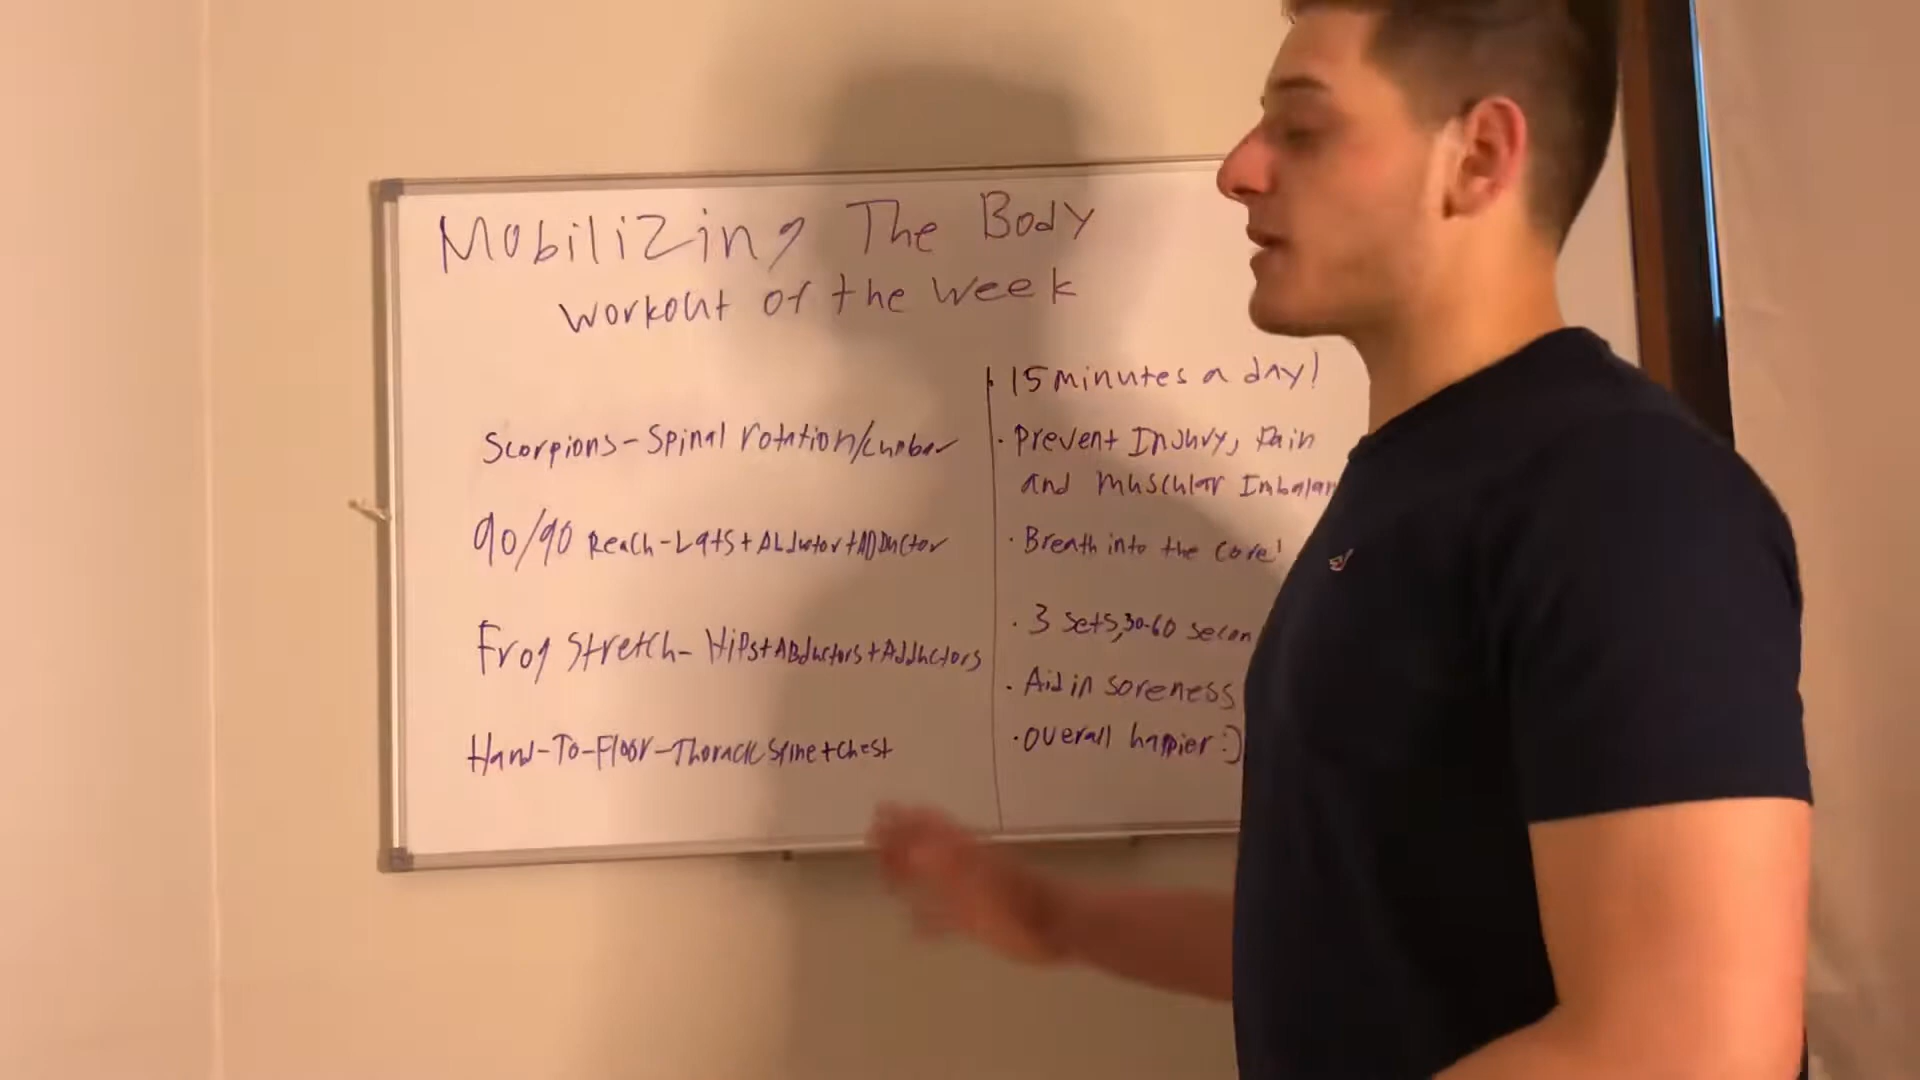 Mobilizing The Body
workout of the week
Scorpions - Spinal rotation/Lumbar
90/90 Reach - Lats + Abductor + ADDuctor
Frog Stretch - Hips + ABductors + Adductors
Hand-To-Floor - Thoracic Spine + Chest
15 minutes a day!
· Prevent Injury, Pain
and muscular Imbalan
· Breath into the core!
· 3 sets, 30-60 secon
· Aid in soreness
· overall happier :)